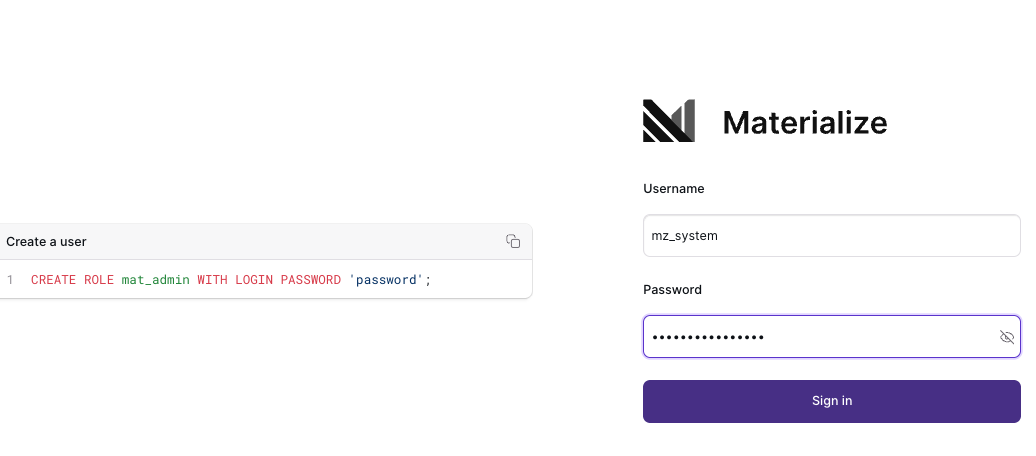 Create a user
1 CREATE ROLE mat_admin WITH LOGIN PASSWORD 'password';
Materialize
Username
mz_system
Password
••••••••••••••••
Sign in